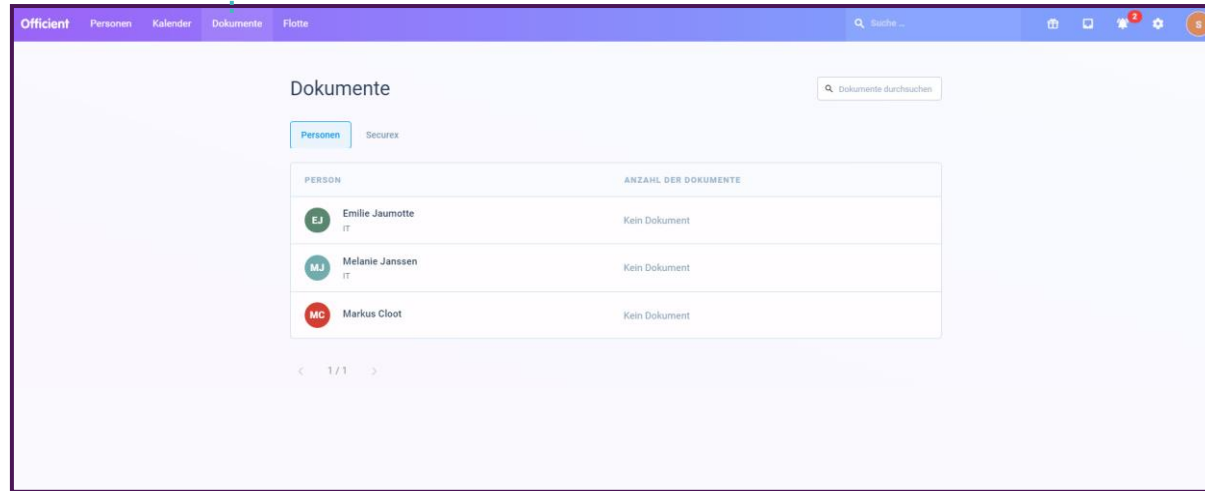 Officient Personen Kalender Dokumente Flotte Suche ... 2 S
Dokumente Dokumente durchsuchen
Personen Securex
PERSON ANZAHL DER DOKUMENTE
EJ Emilie Jaumotte Kein Dokument
IT
MJ Melanie Janssen Kein Dokument
IT
MC Markus Cloot Kein Dokument
< 1 / 1 >